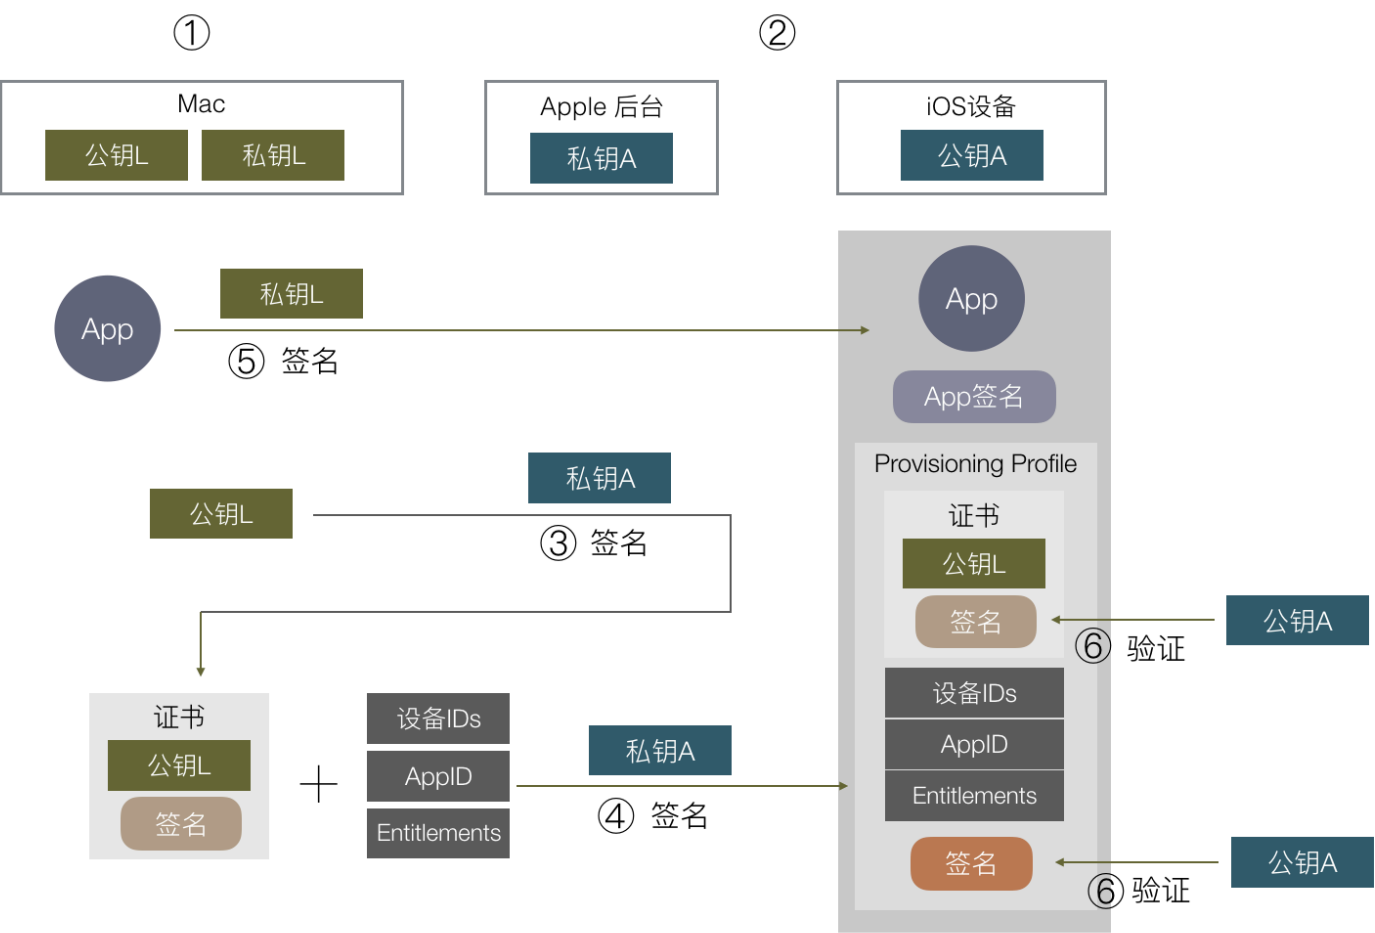 ①
②
Mac
公钥L
私钥L
Apple 后台
私钥A
iOS设备
公钥A
App
私钥L
⑤ 签名
App
App签名
公钥L
私钥A
③ 签名
Provisioning Profile
证书
公钥L
签名
公钥A
⑥ 验证
证书
公钥L
签名
设备IDs
AppID
Entitlements
私钥A
④ 签名
设备IDs
AppID
Entitlements
签名
公钥A
⑥ 验证